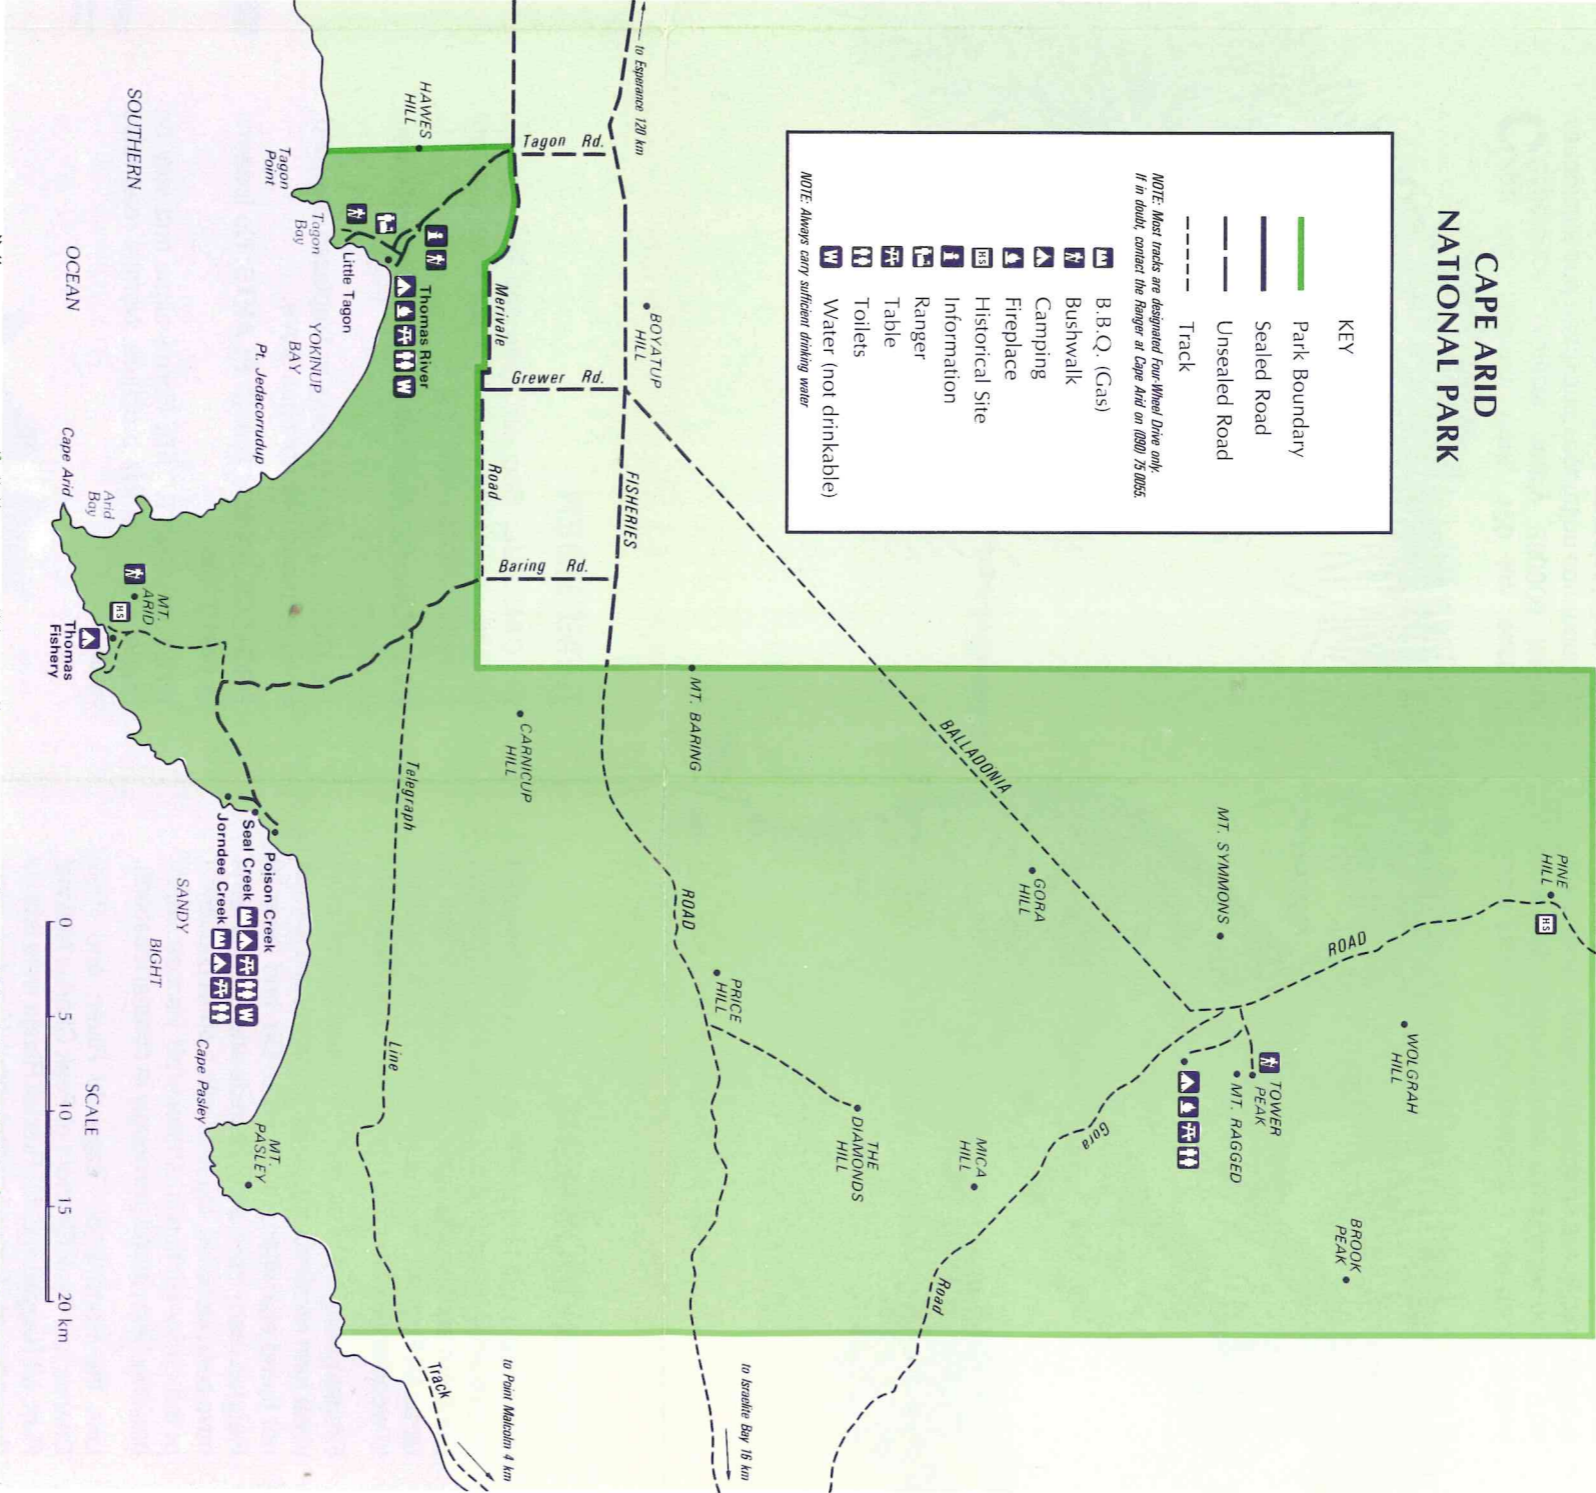 CAPE ARID
NATIONAL PARK
KEY
Park Boundary
Sealed Road
Unsealed Road
Track
NOTE: Most tracks are designated Four-Wheel Drive only.
If in doubt, contact the Ranger at Cape Arid on (090) 75 0055.
B.B.Q. (Gas)
Bushwalk
Camping
Fireplace
HS Historical Site
Information
Ranger
Table
Toilets
W Water (not drinkable)
NOTE: Always carry sufficient drinking water
PINE
HILL
HS
ROAD
WOLGRAH
HILL
BROOK
PEAK
MT. SYMMONS
TOWER
PEAK
MT. RAGGED
GORA
HILL
BALLADONIA
Gora
Road
MICA
HILL
THE
DIAMONDS
HILL
PRICE
HILL
ROAD
to Israelite Bay 16 km
MT. BARING
to Esperance 120 km
BOYATUP
HILL
FISHERIES
Tagon Rd.
Grewer Rd.
Baring Rd.
Merivale
Road
CARNICUP
HILL
to Point Malcolm 4 km
HAWES
HILL
Thomas River
W
Telegraph
Line
Track
Tagon
Point
Tagon
Bay
Little Tagon
YOKINUP
BAY
Pt. Jedacorrudup
Poison Creek
Seal Creek
W
Jorndee Creek
MT.
PASLEY
Cape Pasley
SANDY
BIGHT
SOUTHERN
OCEAN
Arid
Bay
Cape Arid
MT.
ARID
HS
Thomas
Fishery
SCALE
0 5 10 15 20 km